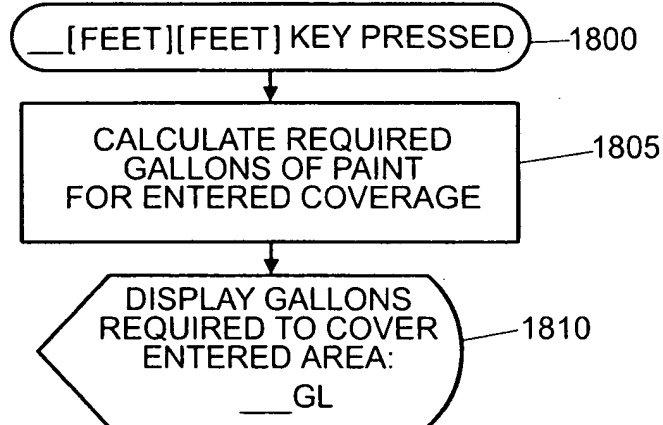 __[FEET][FEET] KEY PRESSED
1800
CALCULATE REQUIRED
GALLONS OF PAINT
FOR ENTERED COVERAGE
1805
DISPLAY GALLONS
REQUIRED TO COVER
ENTERED AREA:
___GL
1810